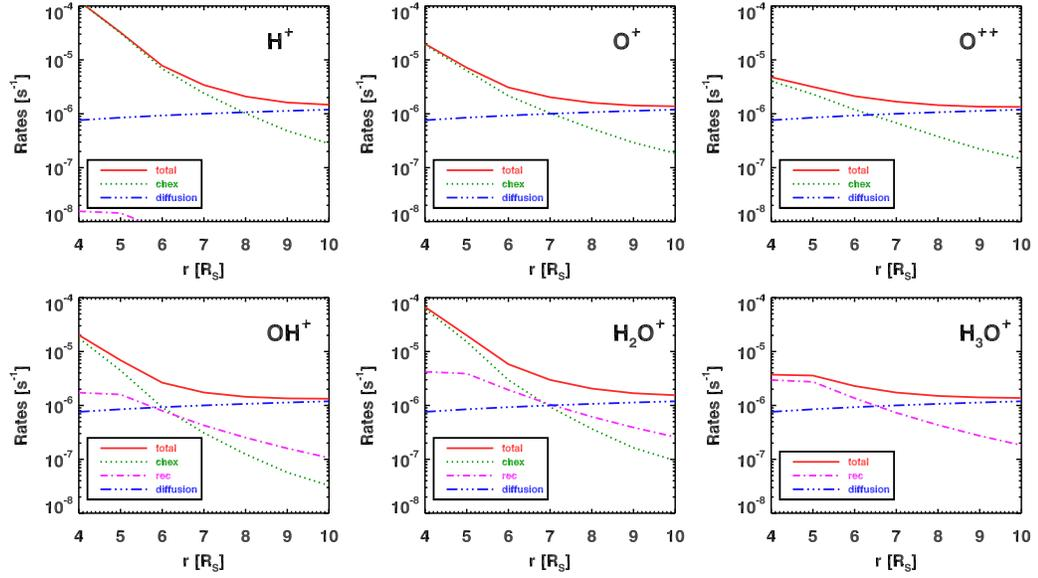 H+ O+ O++
Rates [s-1] Rates [s-1] Rates [s-1]
10-4 10-4 10-4
10-5 10-5 10-5
10-6 10-6 10-6
10-7 10-7 10-7
10-8 10-8 10-8
total total total
chex chex chex
diffusion diffusion diffusion
4 5 6 7 8 9 10 4 5 6 7 8 9 10 4 5 6 7 8 9 10
r [RS] r [RS] r [RS]
OH+ H2O+ H3O+
Rates [s-1] Rates [s-1] Rates [s-1]
10-4 10-4 10-4
10-5 10-5 10-5
10-6 10-6 10-6
10-7 10-7 10-7
10-8 10-8 10-8
total total total
chex chex rec
rec rec diffusion
diffusion diffusion
4 5 6 7 8 9 10 4 5 6 7 8 9 10 4 5 6 7 8 9 10
r [RS] r [RS] r [RS]